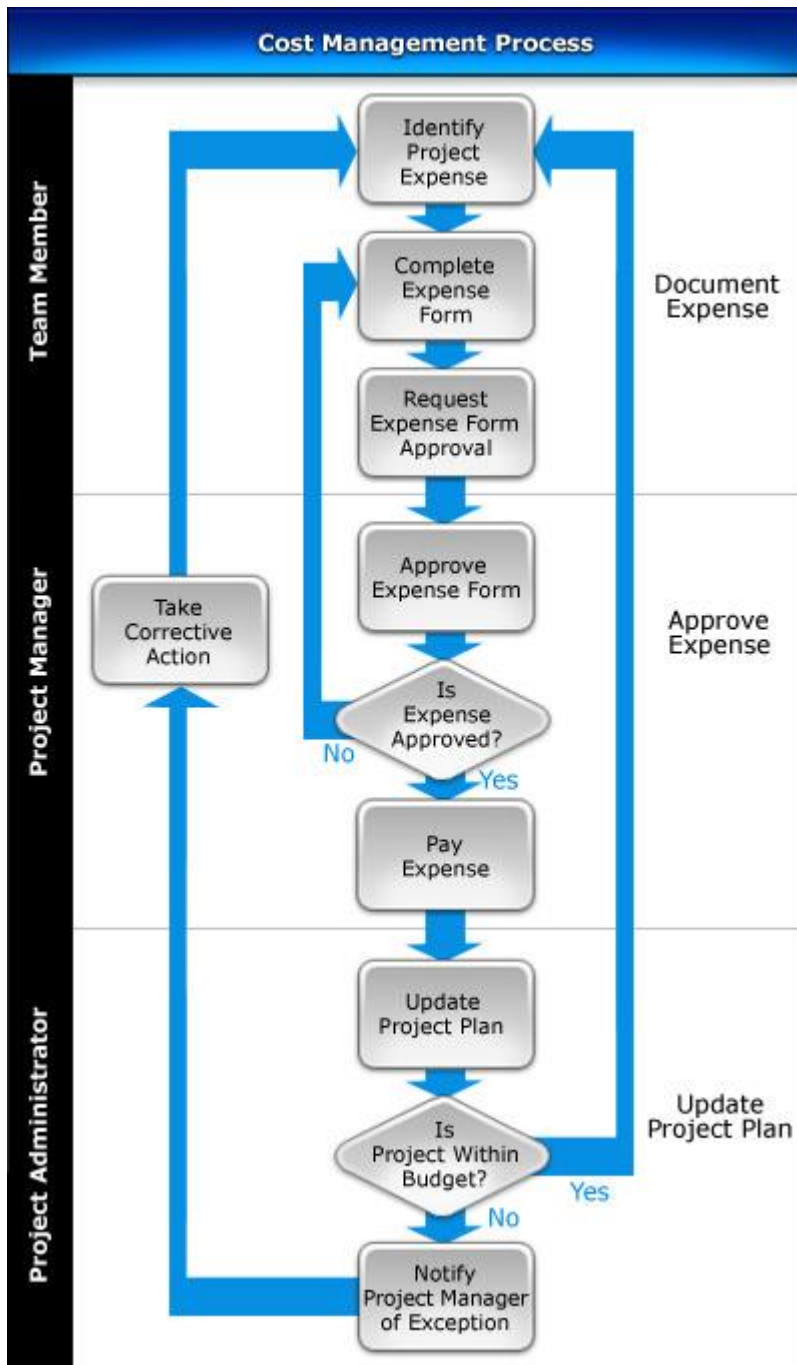 Cost Management Process
Team Member
Identify
Project
Expense
Complete
Expense
Form
Document
Expense
Request
Expense Form
Approval
Project Manager
Approve
Expense Form
Take
Corrective
Action
Approve
Expense
Is
Expense
Approved?
No
Yes
Pay
Expense
Project Administrator
Update
Project Plan
Is
Project Within
Budget?
Update
Project Plan
Yes
No
Notify
Project Manager
of Exception